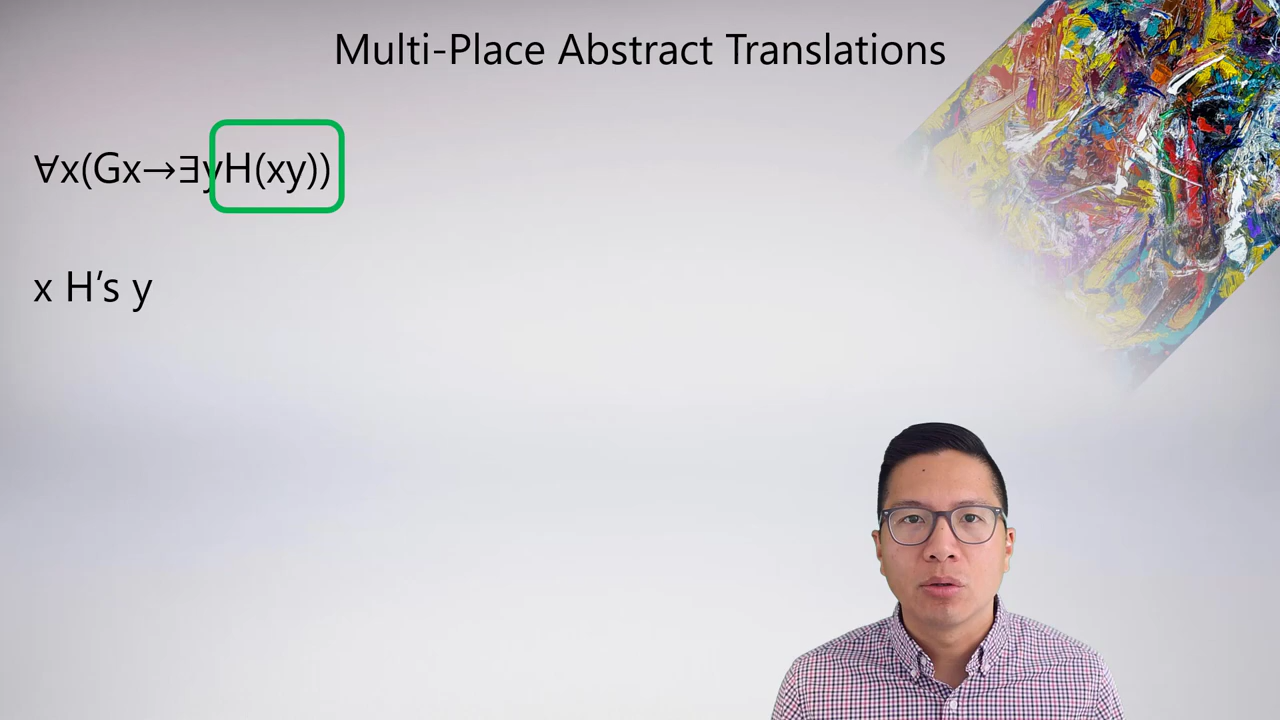 Multi-Place Abstract Translations
∀x(Gx→∃yH(xy))
x H’s y